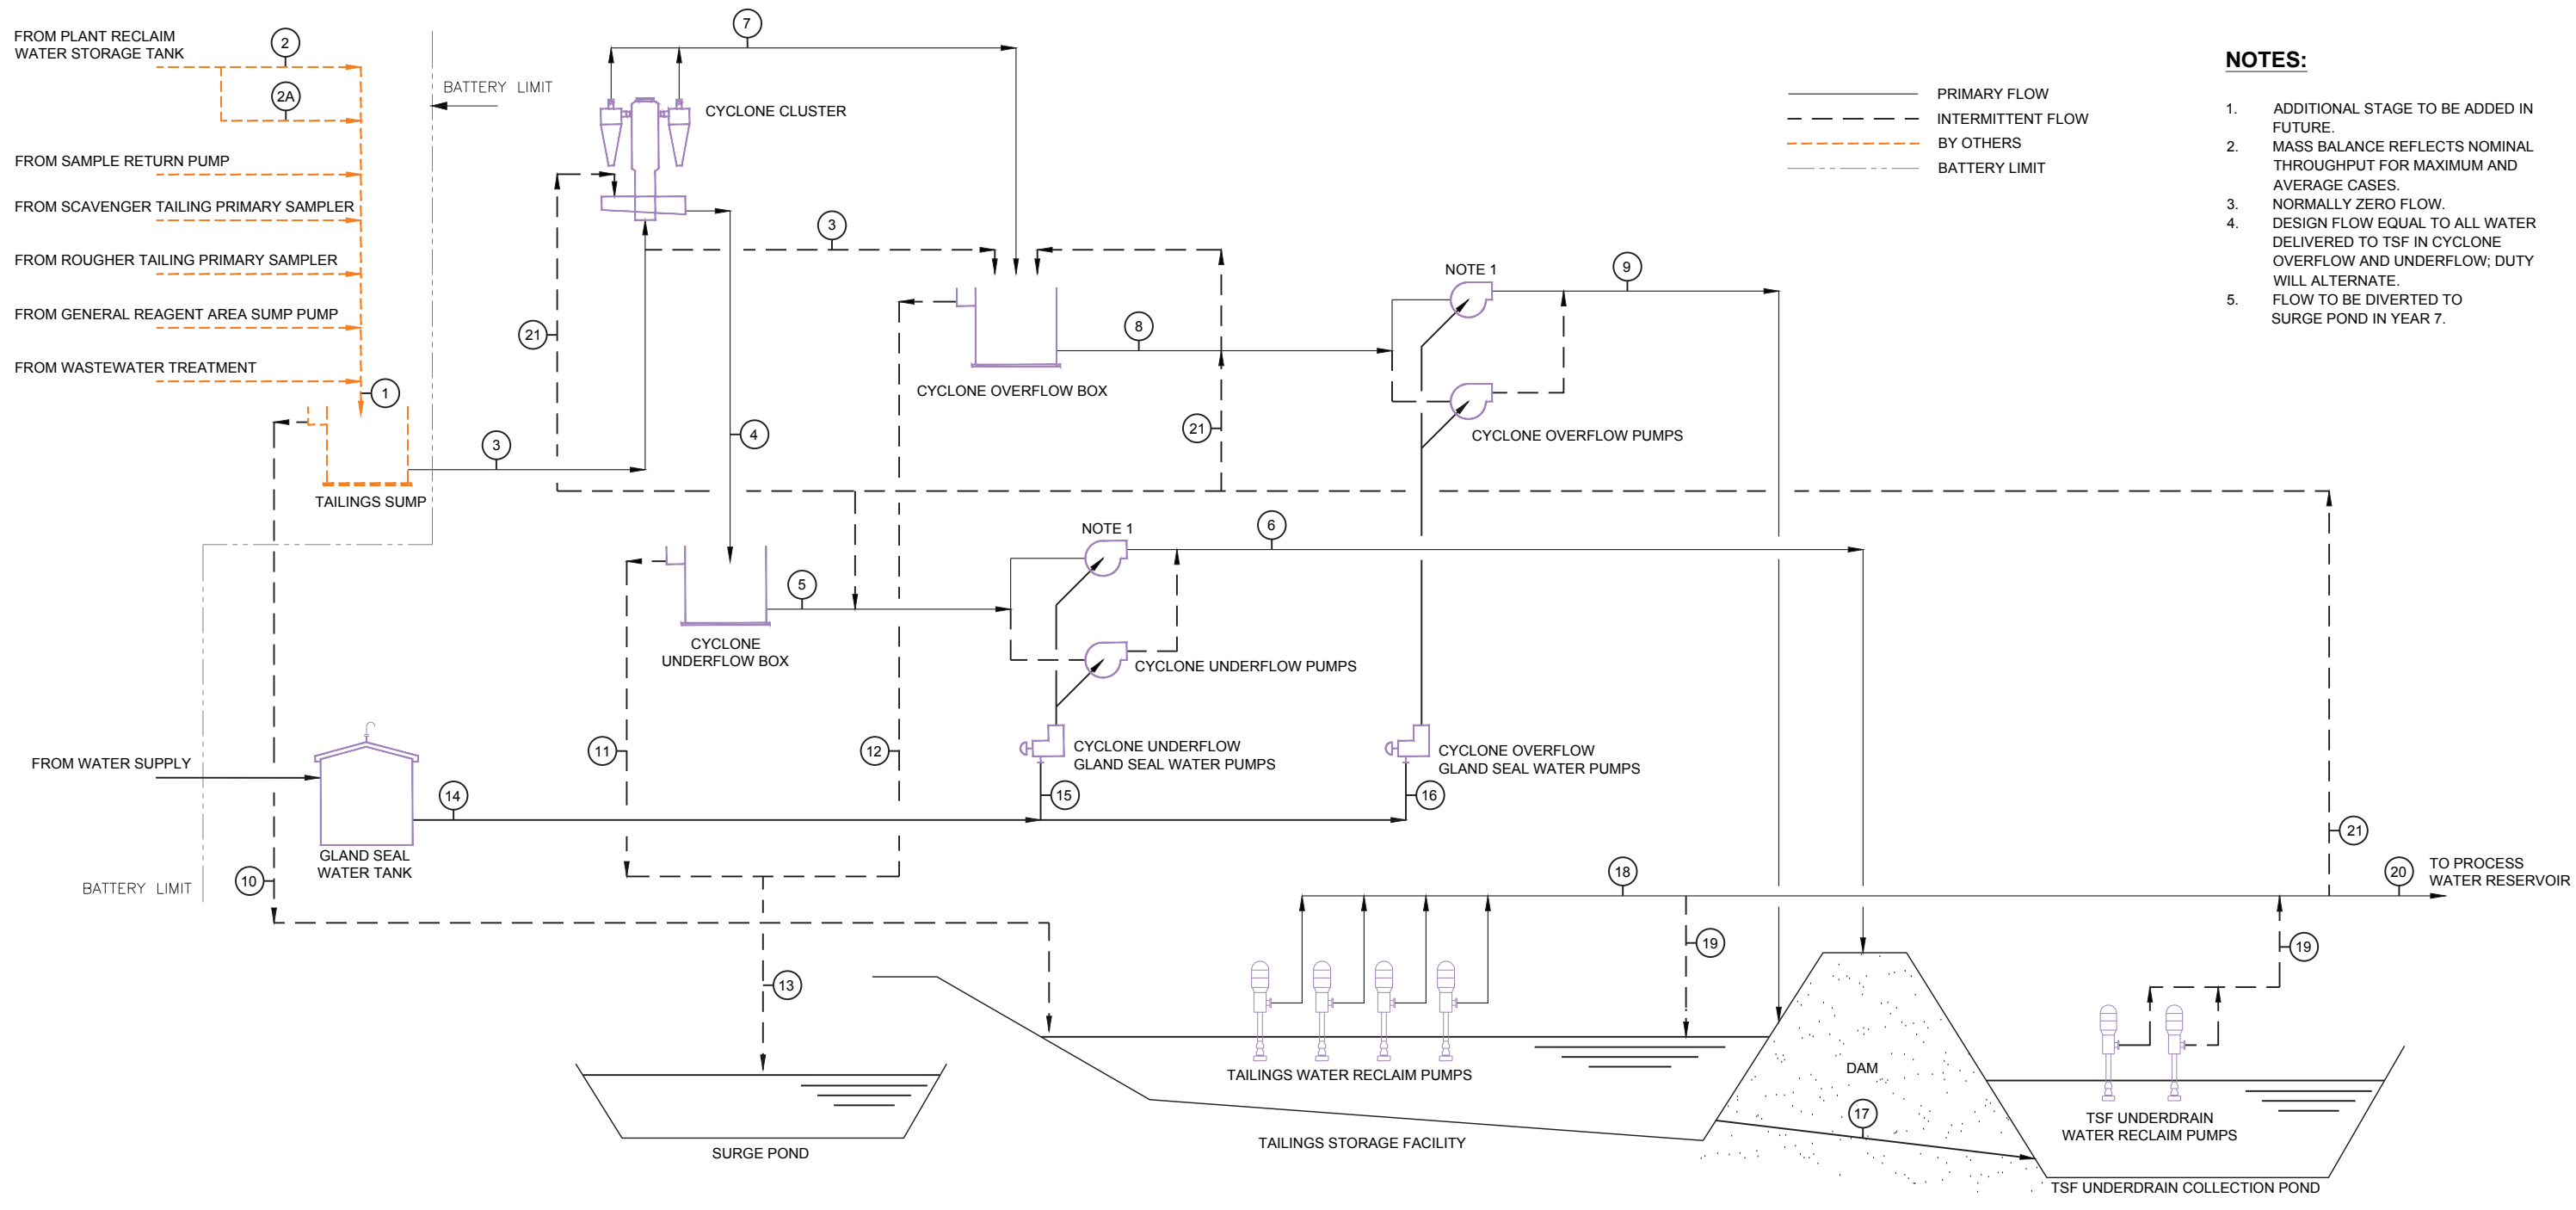 FROM PLANT RECLAIM
WATER STORAGE TANK
2
2A
FROM SAMPLE RETURN PUMP
FROM SCAVENGER TAILING PRIMARY SAMPLER
FROM ROUGHER TAILING PRIMARY SAMPLER
FROM GENERAL REAGENT AREA SUMP PUMP
FROM WASTEWATER TREATMENT
1
TAILINGS SUMP
BATTERY LIMIT
3
7
CYCLONE CLUSTER
3
21
4
CYCLONE OVERFLOW BOX
8
21
NOTE 1
9
CYCLONE OVERFLOW PUMPS
PRIMARY FLOW
INTERMITTENT FLOW
BY OTHERS
BATTERY LIMIT
NOTES:
1. ADDITIONAL STAGE TO BE ADDED IN
FUTURE.
2. MASS BALANCE REFLECTS NOMINAL
THROUGHPUT FOR MAXIMUM AND
AVERAGE CASES.
3. NORMALLY ZERO FLOW.
4. DESIGN FLOW EQUAL TO ALL WATER
DELIVERED TO TSF IN CYCLONE
OVERFLOW AND UNDERFLOW; DUTY
WILL ALTERNATE.
5. FLOW TO BE DIVERTED TO
SURGE POND IN YEAR 7.
NOTE 1
6
5
CYCLONE
UNDERFLOW BOX
CYCLONE UNDERFLOW PUMPS
11
12
CYCLONE UNDERFLOW
GLAND SEAL WATER PUMPS
CYCLONE OVERFLOW
GLAND SEAL WATER PUMPS
FROM WATER SUPPLY
14
15
16
GLAND SEAL
WATER TANK
BATTERY LIMIT
10
13
SURGE POND
18
19
TAILINGS WATER RECLAIM PUMPS
TAILINGS STORAGE FACILITY
DAM
17
21
20
TO PROCESS
WATER RESERVOIR
19
TSF UNDERDRAIN
WATER RECLAIM PUMPS
TSF UNDERDRAIN COLLECTION POND